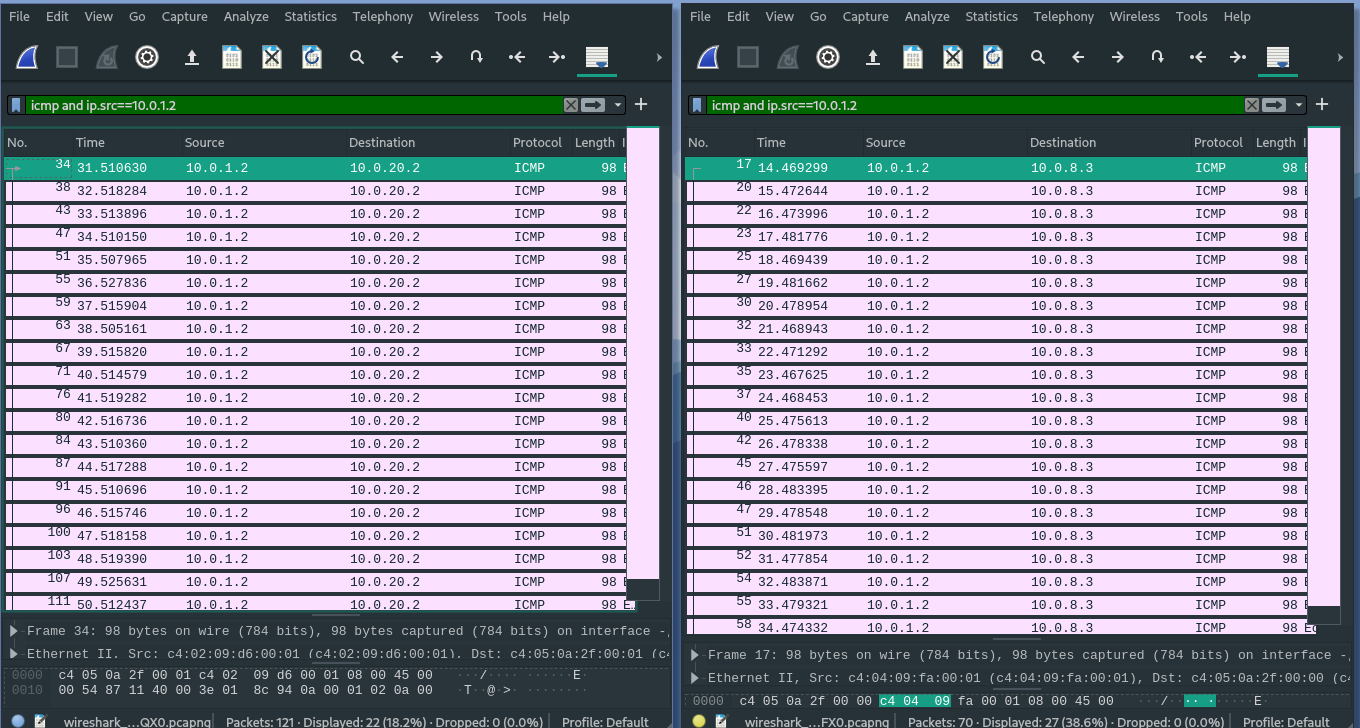 File Edit View Go Capture Analyze Statistics Telephony Wireless Tools Help
icmp and ip.src==10.0.1.2
No. Time Source Destination Protocol Length I
34 31.510630 10.0.1.2 10.0.20.2 ICMP 98 E
38 32.518284 10.0.1.2 10.0.20.2 ICMP 98 E
43 33.513896 10.0.1.2 10.0.20.2 ICMP 98 E
47 34.510150 10.0.1.2 10.0.20.2 ICMP 98 E
51 35.507965 10.0.1.2 10.0.20.2 ICMP 98 E
55 36.527836 10.0.1.2 10.0.20.2 ICMP 98 E
59 37.515904 10.0.1.2 10.0.20.2 ICMP 98 E
63 38.505161 10.0.1.2 10.0.20.2 ICMP 98 E
67 39.515820 10.0.1.2 10.0.20.2 ICMP 98 E
71 40.514579 10.0.1.2 10.0.20.2 ICMP 98 E
76 41.519282 10.0.1.2 10.0.20.2 ICMP 98 E
80 42.516736 10.0.1.2 10.0.20.2 ICMP 98 E
84 43.510360 10.0.1.2 10.0.20.2 ICMP 98 E
87 44.517288 10.0.1.2 10.0.20.2 ICMP 98 E
91 45.510696 10.0.1.2 10.0.20.2 ICMP 98 E
96 46.515746 10.0.1.2 10.0.20.2 ICMP 98 E
100 47.518158 10.0.1.2 10.0.20.2 ICMP 98 E
103 48.519390 10.0.1.2 10.0.20.2 ICMP 98 E
107 49.525631 10.0.1.2 10.0.20.2 ICMP 98 E
111 50.512437 10.0.1.2 10.0.20.2 ICMP 98 E…
Frame 34: 98 bytes on wire (784 bits), 98 bytes captured (784 bits) on interface -,
Ethernet II, Src: c4:02:09:d6:00:01 (c4:02:09:d6:00:01), Dst: c4:05:0a:2f:00:01 (c4
0000 c4 05 0a 2f 00 01 c4 02 09 d6 00 01 08 00 45 00 ···/···· ······E·
0010 00 54 87 11 40 00 3e 01 8c 94 0a 00 01 02 0a 00 ·T··@·>· ········
wireshark_…QX0.pcapng Packets: 121 · Displayed: 22 (18.2%) · Dropped: 0 (0.0%) Profile: Default
File Edit View Go Capture Analyze Statistics Telephony Wireless Tools Help
icmp and ip.src==10.0.1.2
No. Time Source Destination Protocol Length I
17 14.469299 10.0.1.2 10.0.8.3 ICMP 98 E
20 15.472644 10.0.1.2 10.0.8.3 ICMP 98 E
22 16.473996 10.0.1.2 10.0.8.3 ICMP 98 E
23 17.481776 10.0.1.2 10.0.8.3 ICMP 98 E
25 18.469439 10.0.1.2 10.0.8.3 ICMP 98 E
27 19.481662 10.0.1.2 10.0.8.3 ICMP 98 E
30 20.478954 10.0.1.2 10.0.8.3 ICMP 98 E
32 21.468943 10.0.1.2 10.0.8.3 ICMP 98 E
33 22.471292 10.0.1.2 10.0.8.3 ICMP 98 E
35 23.467625 10.0.1.2 10.0.8.3 ICMP 98 E
37 24.468453 10.0.1.2 10.0.8.3 ICMP 98 E
40 25.475613 10.0.1.2 10.0.8.3 ICMP 98 E
42 26.478338 10.0.1.2 10.0.8.3 ICMP 98 E
45 27.475597 10.0.1.2 10.0.8.3 ICMP 98 E
46 28.483395 10.0.1.2 10.0.8.3 ICMP 98 E
47 29.478548 10.0.1.2 10.0.8.3 ICMP 98 E
51 30.481973 10.0.1.2 10.0.8.3 ICMP 98 E
52 31.477854 10.0.1.2 10.0.8.3 ICMP 98 E
54 32.483871 10.0.1.2 10.0.8.3 ICMP 98 E
55 33.479321 10.0.1.2 10.0.8.3 ICMP 98 E
58 34.474332 10.0.1.2 10.0.8.3 ICMP 98 Ec
Frame 17: 98 bytes on wire (784 bits), 98 bytes captured (784 bits) on interface -,
Ethernet II, Src: c4:04:09:fa:00:01 (c4:04:09:fa:00:01), Dst: c4:05:0a:2f:00:00 (c4
0000 c4 05 0a 2f 00 00 c4 04 09 fa 00 01 08 00 45 00 ···/···· ······E·
wireshark_…FX0.pcapng Packets: 70 · Displayed: 27 (38.6%) · Dropped: 0 (0.0%) Profile: Default